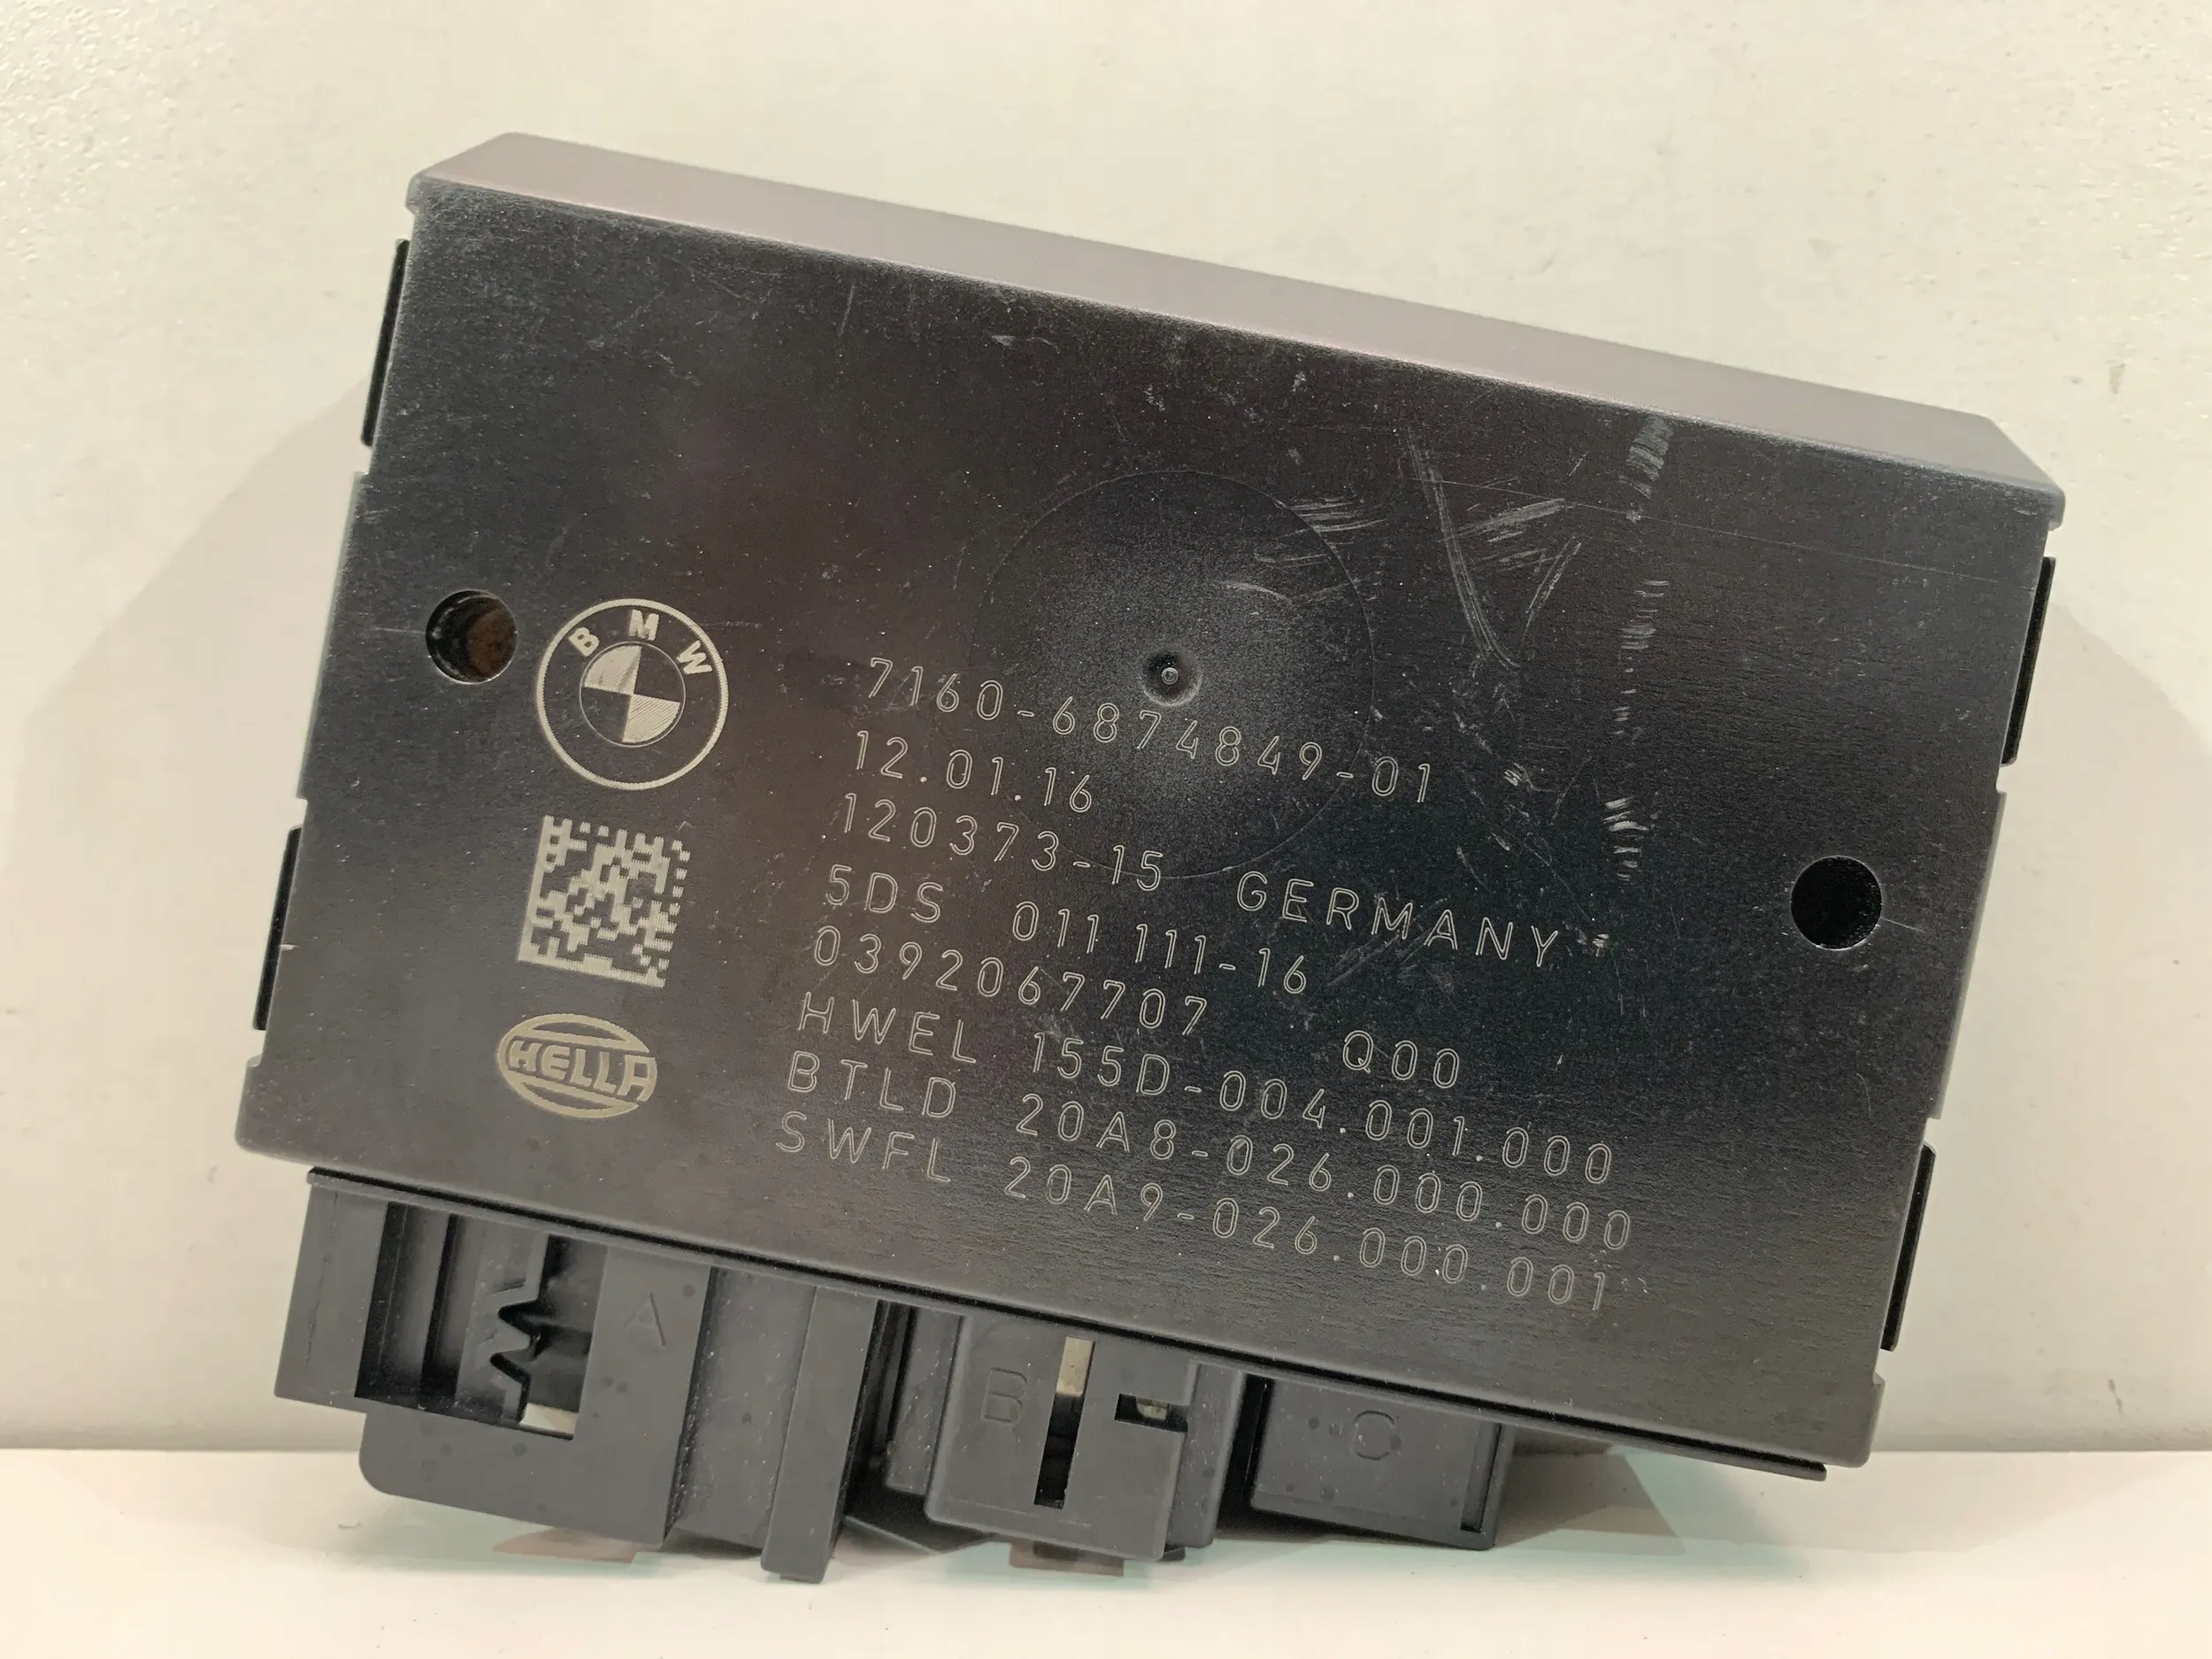 BMW
7160-6874849-01
12.01.16
120373-15 GERMANY
5DS 011 111-16
0392067707 Q00
HWEL 155D-004.001.000
BTLD 20A8-026.000.000
SWFL 20A9-026.000.001
HELLA
A
B
C